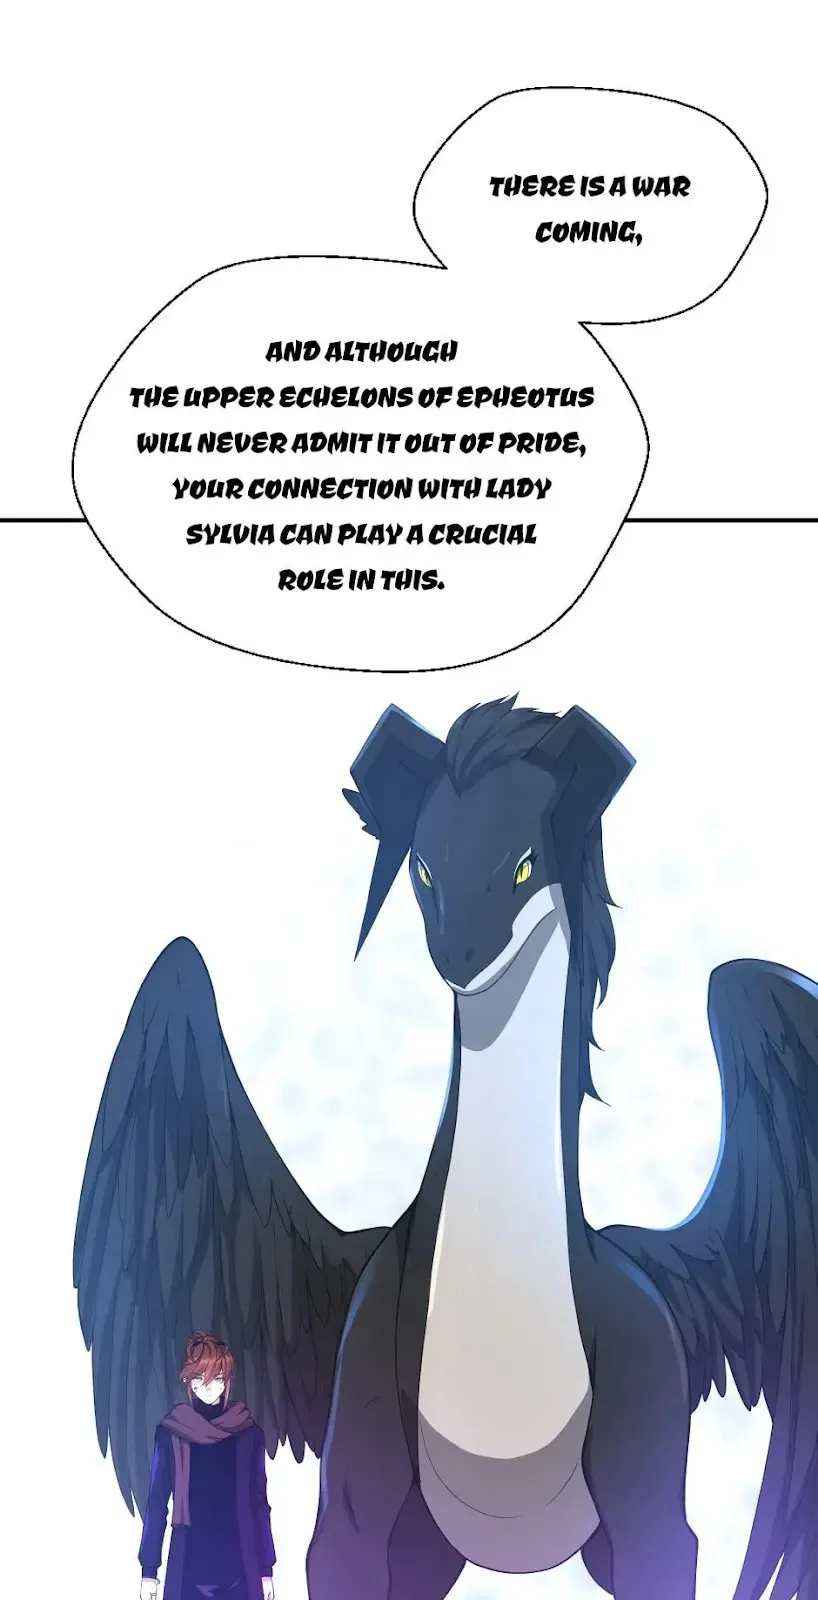 THERE IS A WAR
COMING,
AND ALTHOUGH
THE UPPER ECHELONS OF EPHEOTUS
WILL NEVER ADMIT IT OUT OF PRIDE,
YOUR CONNECTION WITH LADY
SYLVIA CAN PLAY A CRUCIAL
ROLE IN THIS.